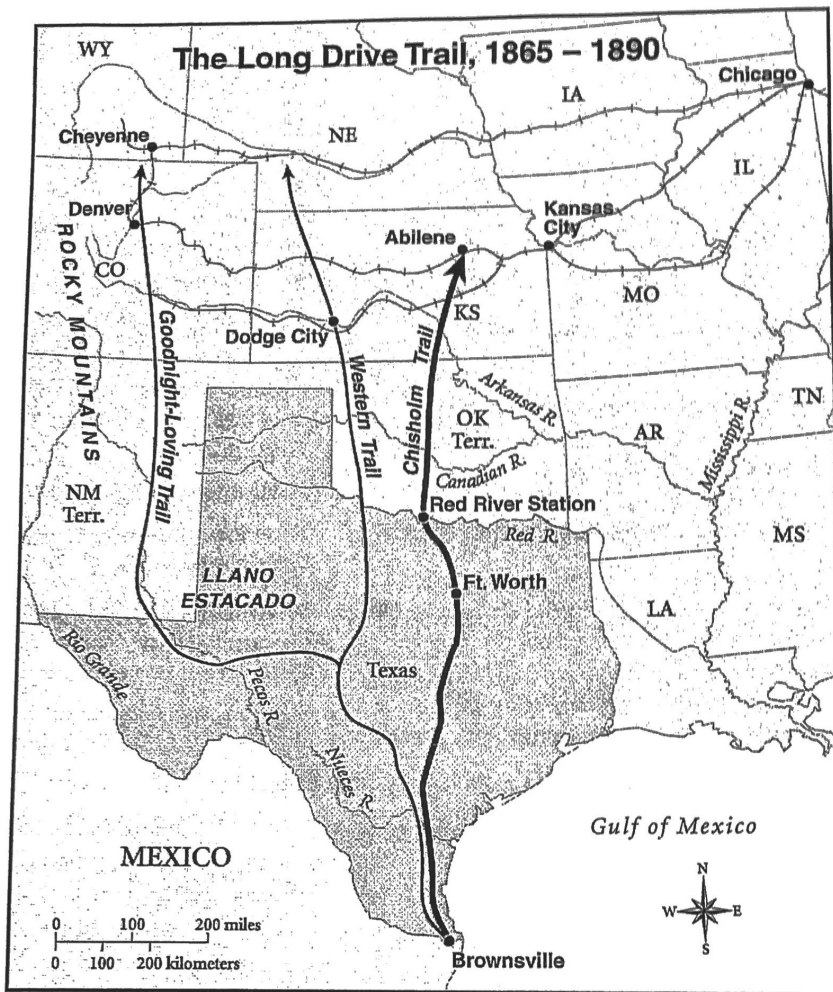 The Long Drive Trail, 1865 – 1890
WY
Chicago
IA
NE
Cheyenne
IL
Denver
Kansas
City
Abilene
ROCKY MOUNTAINS
CO
MO
KS
Dodge City
Goodnight-Loving Trail
Western Trail
Chisholm Trail
Arkansas R.
TN
OK
Terr.
AR
Mississippi R.
Canadian R.
NM
Terr.
Red River Station
Red R.
MS
LLANO
ESTACADO
Ft. Worth
LA
Rio Grande
Texas
Pecos R.
Nueces R.
Gulf of Mexico
MEXICO
N
W
E
S
0 100 200 miles
0 100 200 kilometers
Brownsville